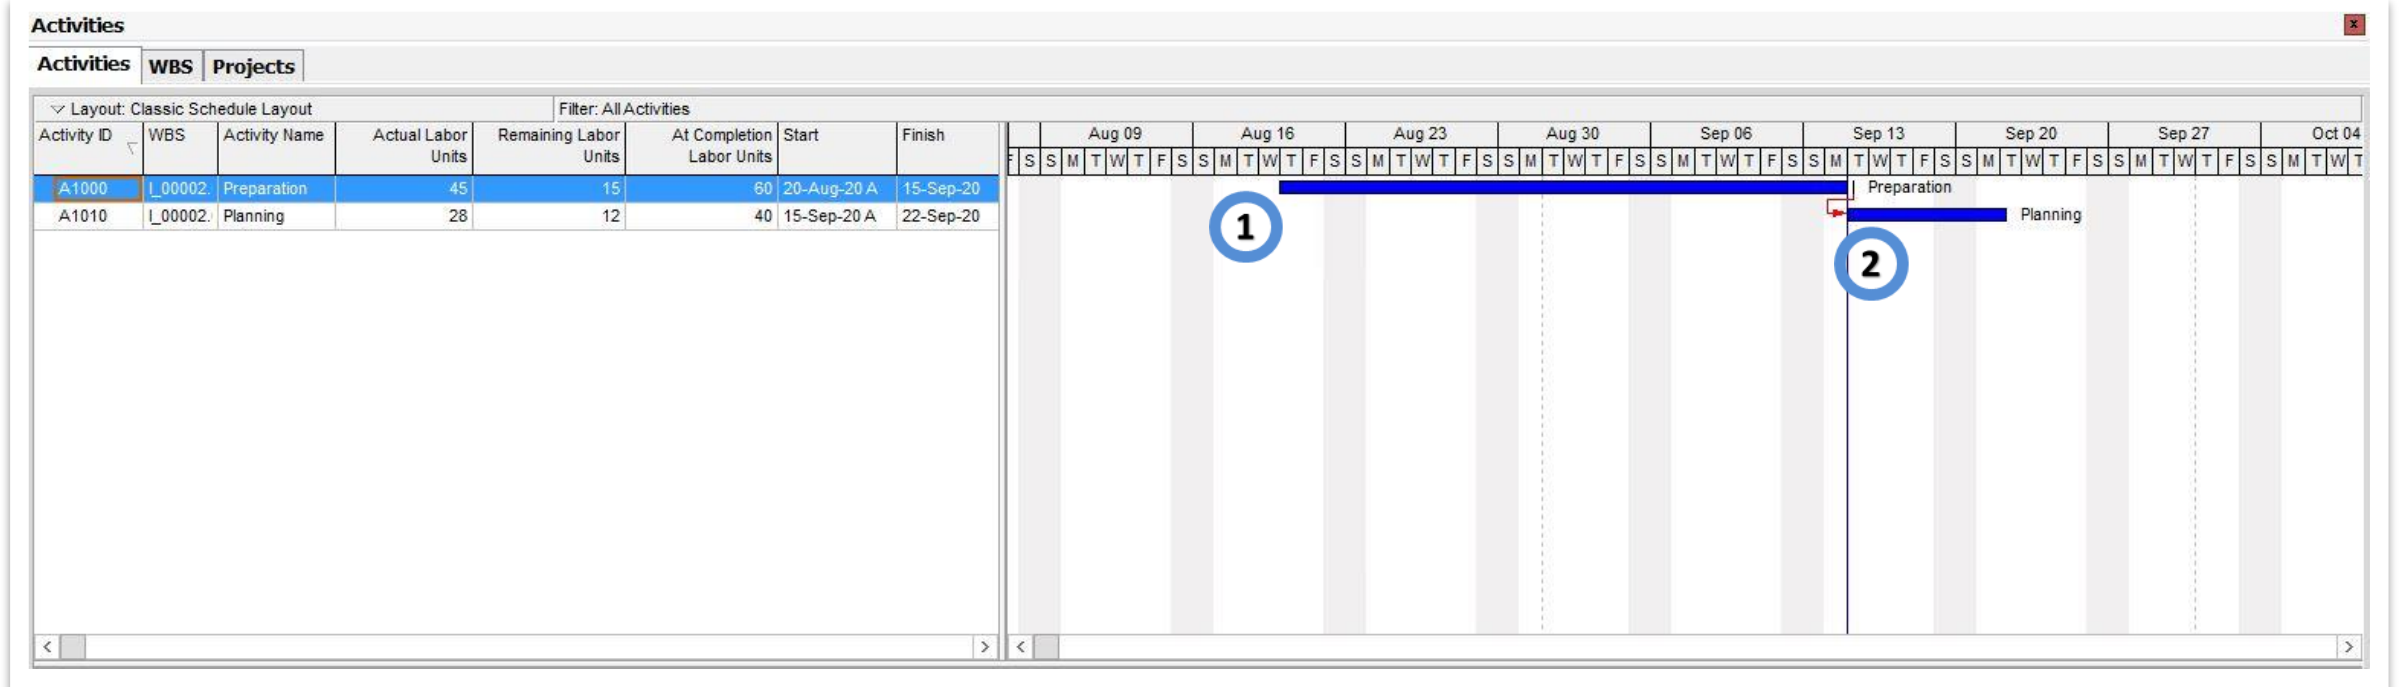 Activities
Activities WBS Projects
Layout: Classic Schedule Layout Filter: All Activities
Activity ID WBS Activity Name Actual Labor Units Remaining Labor Units At Completion Labor Units Start Finish Aug 09 Aug 16 Aug 23 Aug 30 Sep 06 Sep 13 Sep 20 Sep 27 Oct 04
F S S M T W T F S S M T W T F S S M T W T F S S M T W T F S S M T W T F S S M T W T F S S M T W T F S S M T W T F S S M T W T
A1000 I_00002. Preparation 45 15 60 20-Aug-20 A 15-Sep-20 Preparation
A1010 I_00002. Planning 28 12 40 15-Sep-20 A 22-Sep-20 Planning
1
2